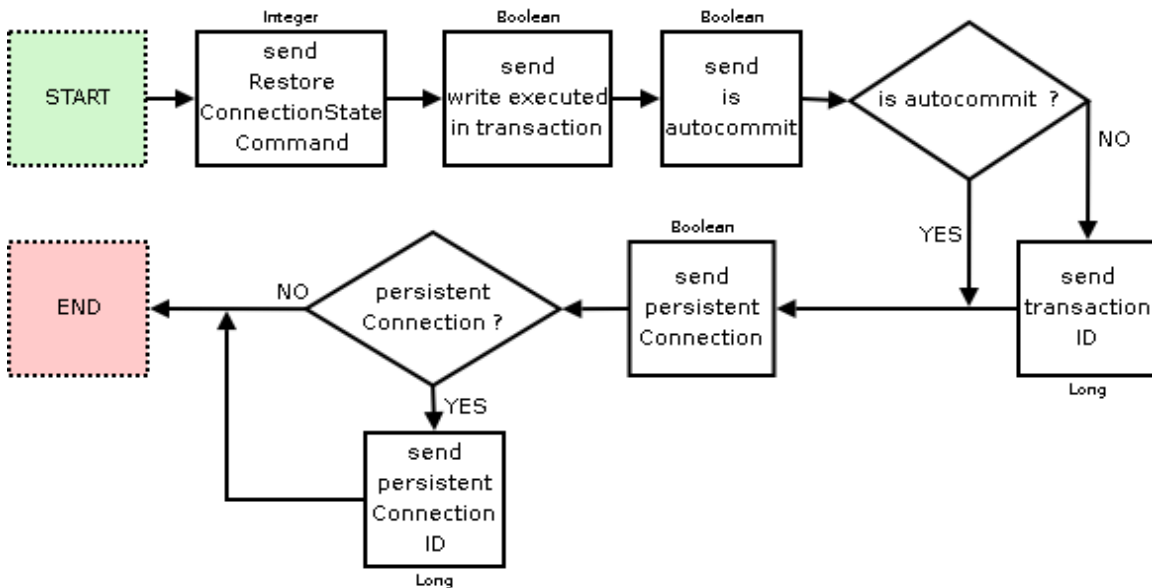 Integer
Boolean
Boolean
START
send
Restore
ConnectionState
Command
send
write executed
in transaction
send
is
autocommit
is autocommit ?
NO
YES
Boolean
END
NO
persistent
Connection ?
send
persistent
Connection
send
transaction
ID
Long
YES
send
persistent
Connection
ID
Long